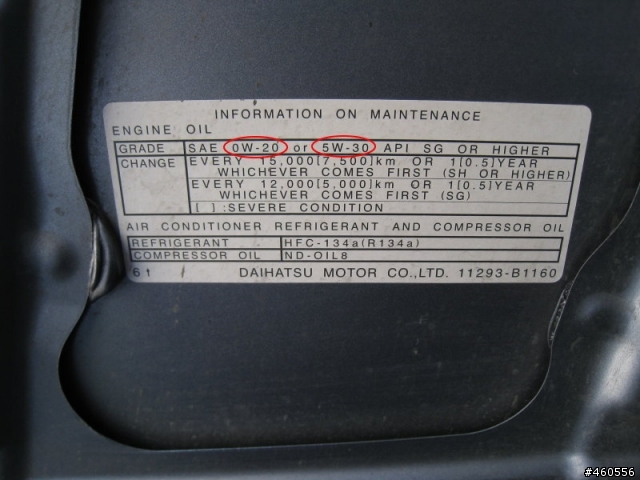 INFORMATION ON MAINTENANCE
ENGINE OIL
GRADE SAE 0W-20 or 5W-30 API SG OR HIGHER
CHANGE EVERY 15,000[7,500]km OR 1[0.5]YEAR
WHICHEVER COMES FIRST (SH OR HIGHER)
EVERY 12,000[5,000]km OR 1[0.5]YEAR
WHICHEVER COMES FIRST (SG)
[ ]:SEVERE CONDITION
AIR CONDITIONER REFRIGERANT AND COMPRESSOR OIL
REFRIGERANT HFC-134a(R134a)
COMPRESSOR OIL ND-OIL8
61 DAIHATSU MOTOR CO.,LTD. 11293-B1160
#460556